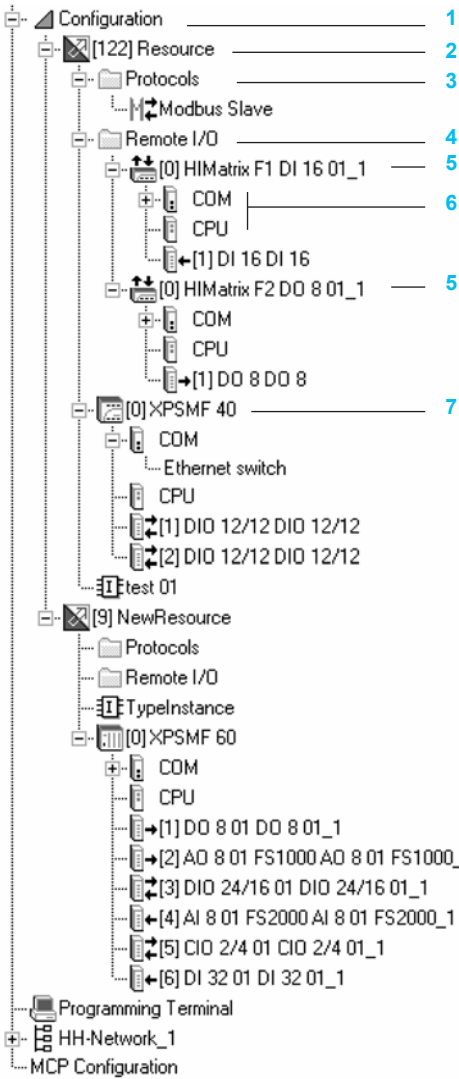 Configuration 1
[122] Resource 2
Protocols 3
Modbus Slave
Remote I/O 4
[0] HIMatrix F1 DI 16 01_1 5
COM 6
CPU
[1] DI 16 DI 16
[0] HIMatrix F2 DO 8 01_1 5
COM
CPU
[1] DO 8 DO 8
[0] XPSMF 40 7
COM
Ethernet switch
CPU
[1] DIO 12/12 DIO 12/12
[2] DIO 12/12 DIO 12/12
test 01
[9] NewResource
Protocols
Remote I/O
TypeInstance
[0] XPSMF 60
COM
CPU
[1] DO 8 01 DO 8 01_1
[2] AO 8 01 FS1000 AO 8 01 FS1000_
[3] DIO 24/16 01 DIO 24/16 01_1
[4] AI 8 01 FS2000 AI 8 01 FS2000_1
[5] CIO 2/4 01 CIO 2/4 01_1
[6] DI 32 01 DI 32 01_1
Programming Terminal
HH-Network_1
MCP Configuration